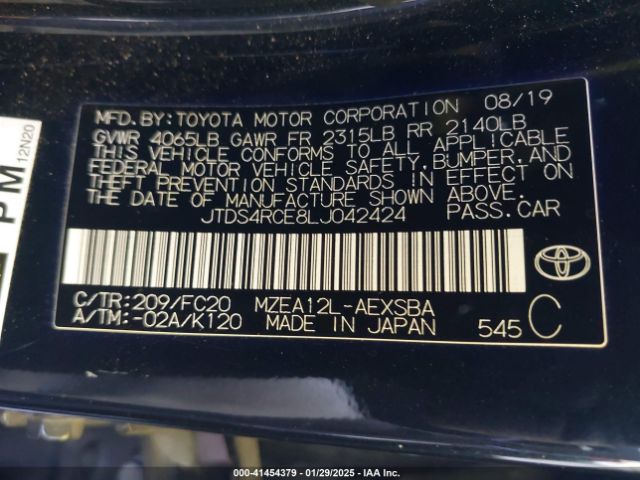 MFD.BY:TOYOTA MOTOR CORPORATION 08/19
GVWR 4065LB GAWR FR 2315LB RR 2140LB
THIS VEHICLE CONFORMS TO ALL APPLICABLE
FEDERAL MOTOR VEHICLE SAFETY,BUMPER,AND
THEFT PREVENTION STANDARDS IN EFFECT ON
THE DATE OF MANUFACTURE SHOWN ABOVE.
JTDS4RCE8LJ042424 PASS.CAR
C/TR:209/FC20 MZEA12L-AEXSBA
A/TM:-02A/K120 MADE IN JAPAN 545 C
PM
12N20
000-41454379 - 01/29/2025 - IAA Inc.